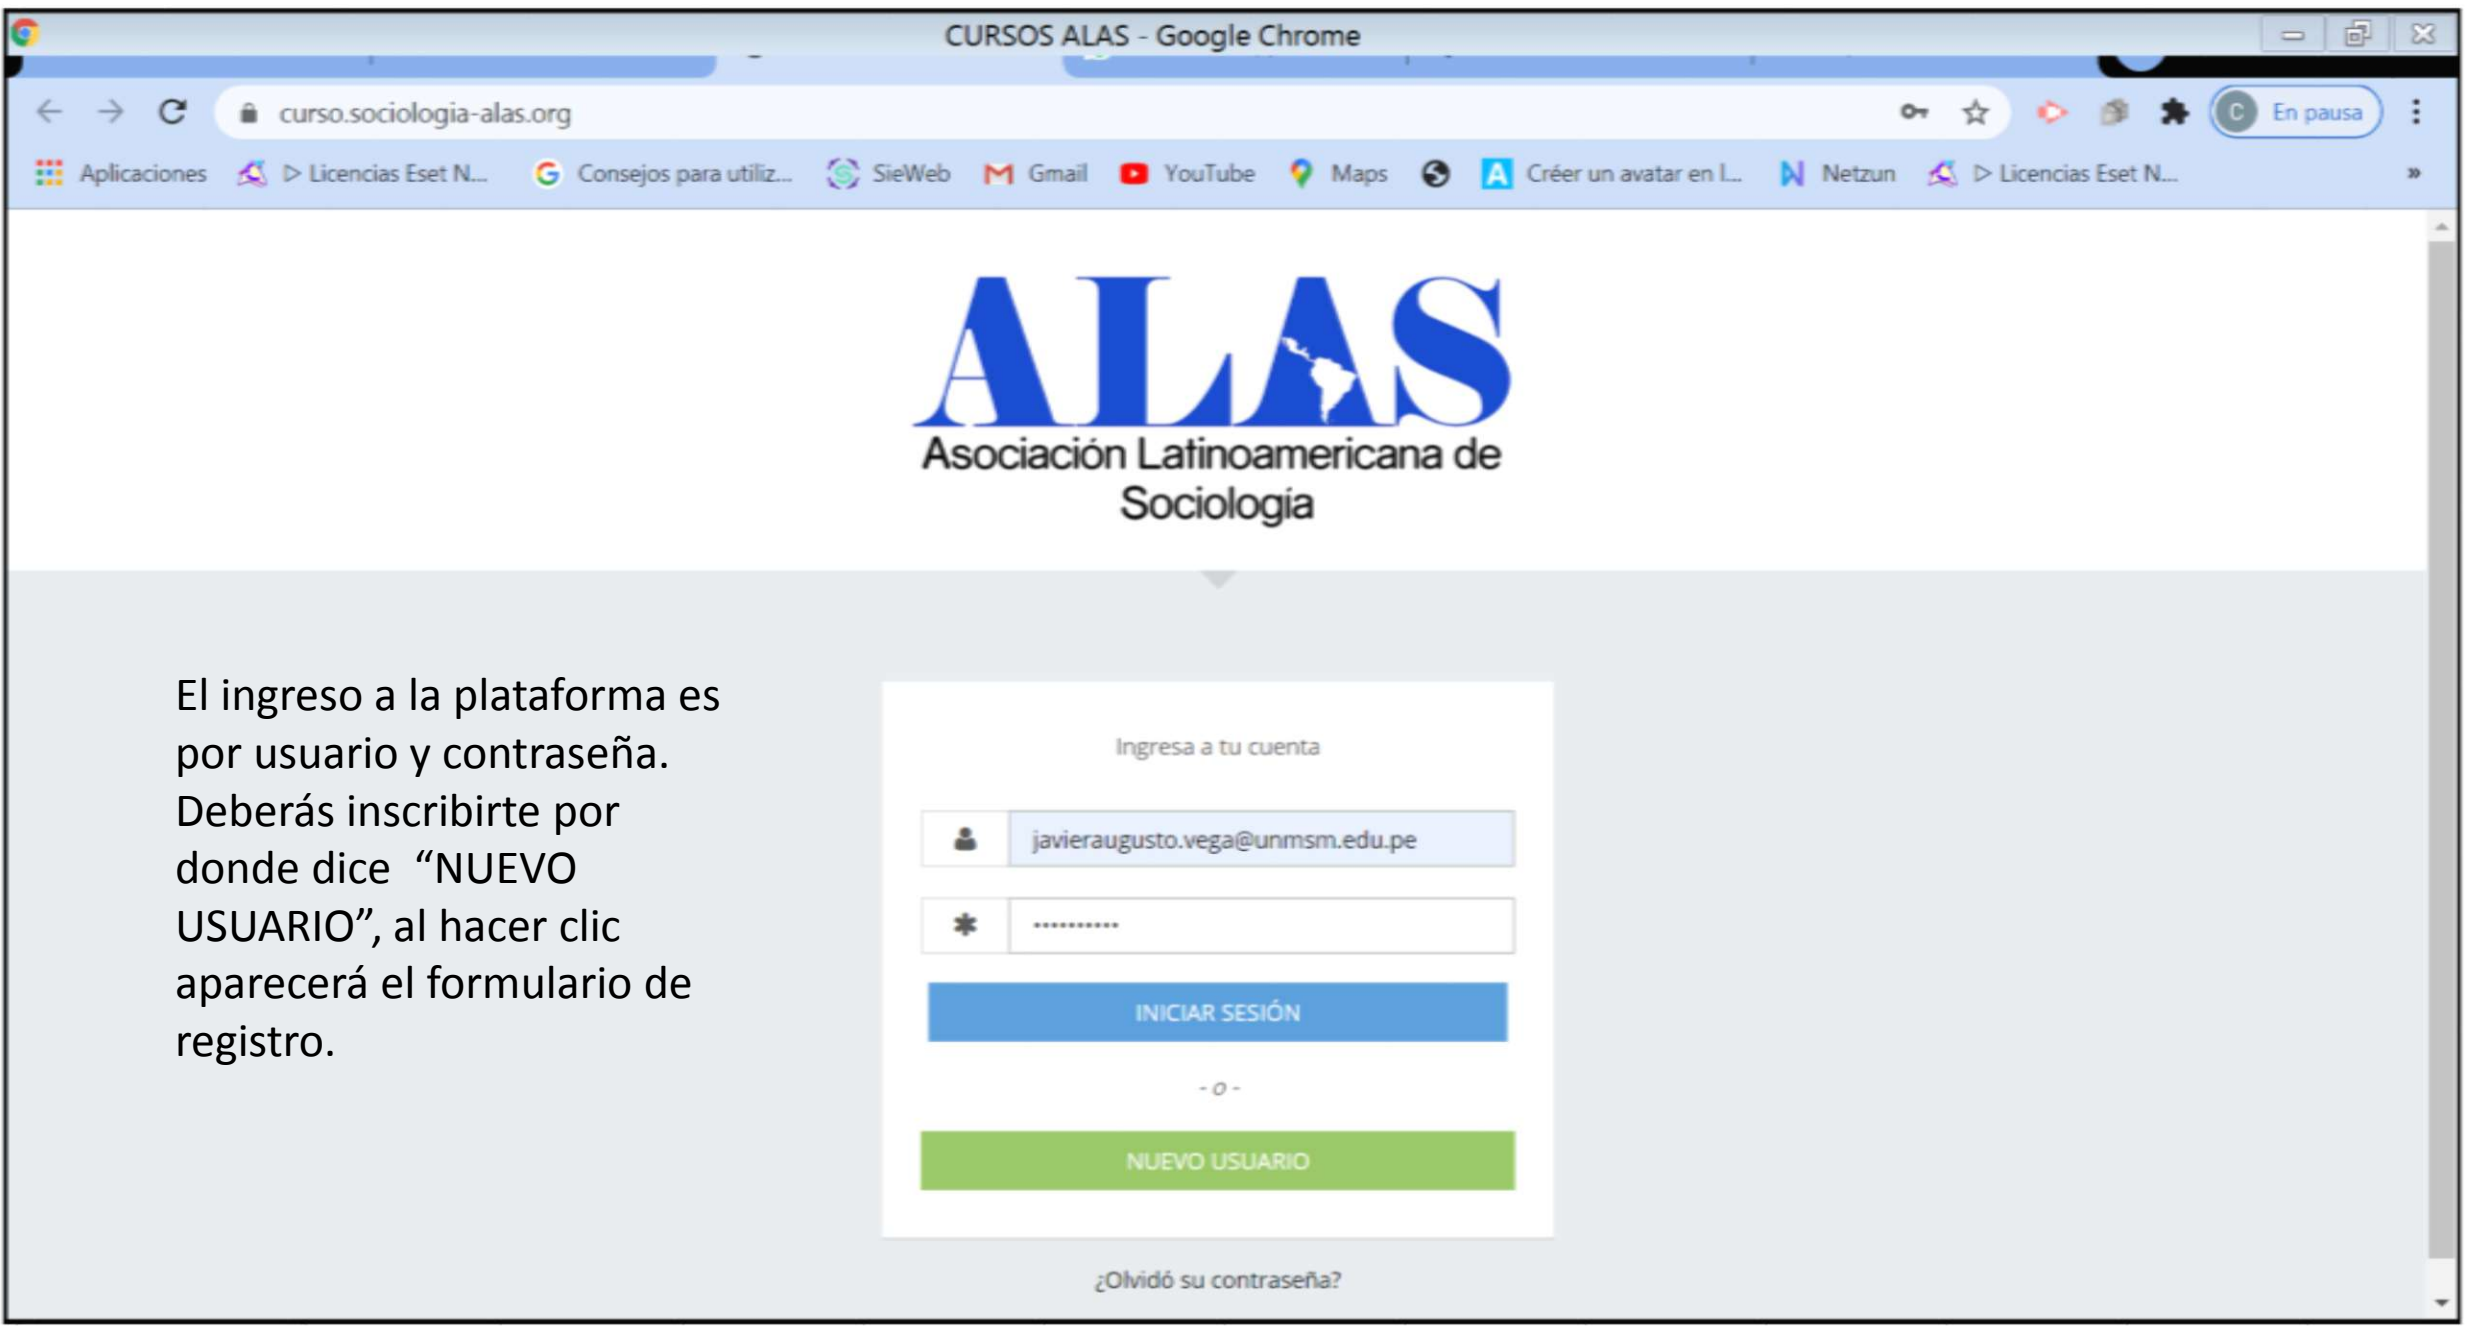 CURSOS ALAS - Google Chrome
curso.sociologia-alas.org
C En pausa
Aplicaciones ▷ Licencias Eset N... Consejos para utiliz... SieWeb Gmail YouTube Maps Créer un avatar en l... Netzun ▷ Licencias Eset N... »
ALAS
Asociación Latinoamericana de
Sociología
El ingreso a la plataforma es
por usuario y contraseña.
Deberás inscribirte por
donde dice “NUEVO
USUARIO”, al hacer clic
aparecerá el formulario de
registro.
Ingresa a tu cuenta
javieraugusto.vega@unmsm.edu.pe
••••••••••
INICIAR SESIÓN
- o -
NUEVO USUARIO
¿Olvidó su contraseña?